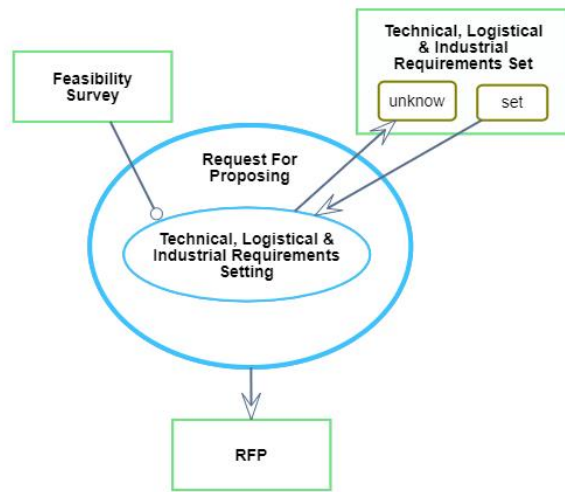 Technical, Logistical
& Industrial
Requirements Set
unknow
set
Feasibility
Survey
Request For
Proposing
Technical, Logistical &
Industrial Requirements
Setting
RFP